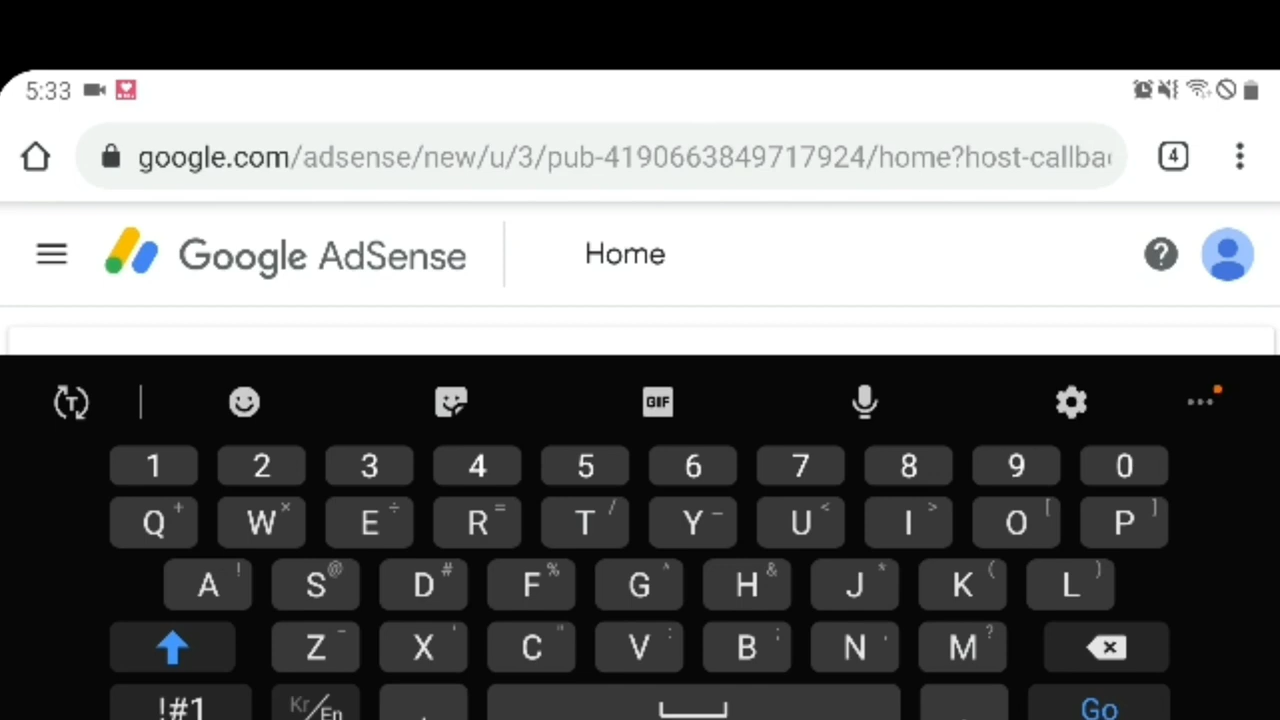 5:33
google.com/adsense/new/u/3/pub-4190663849717924/home?host-callba
4
Google AdSense Home
GIF
1 2 3 4 5 6 7 8 9 0
Q + W × E ÷ R = T / Y _ U < I > O [ P ]
A ! S @ D # F % G ^ H & J * K ( L )
Z - X ' C " V : B ; N , M ?
!#1 Kr/En , . Go